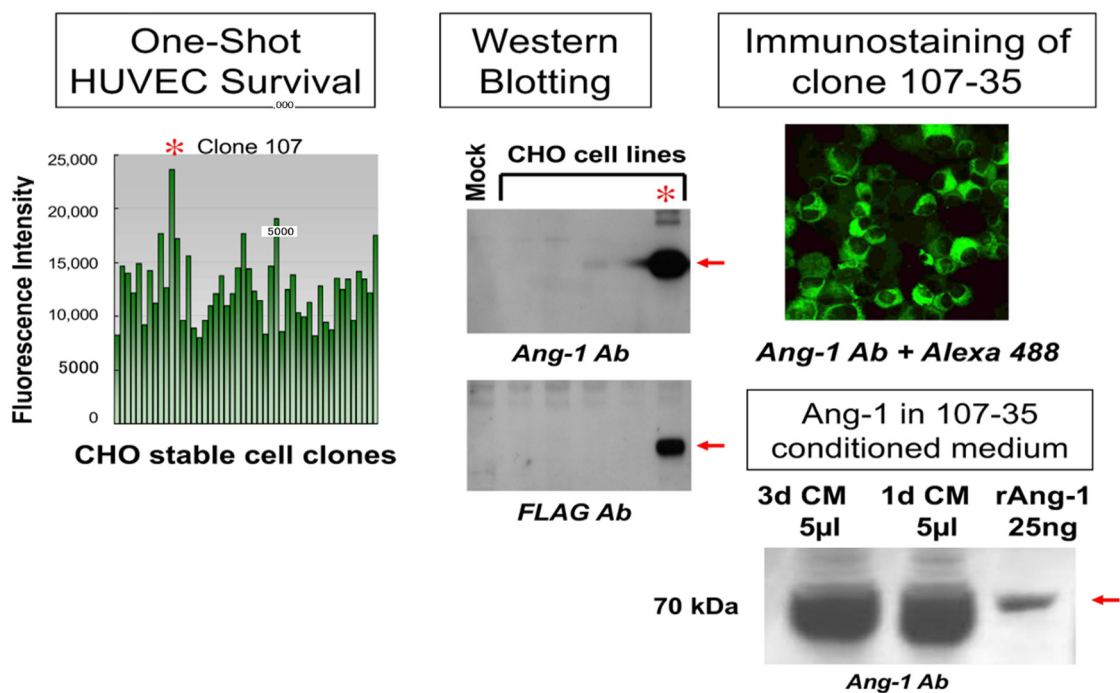 One-Shot
HUVEC Survival
,000
Western
Blotting
Immunostaining of
clone 107-35
* Clone 107
25,000
20,000
5000
15,000
10,000
5000
0
Fluorescence Intensity
CHO stable cell clones
Mock
CHO cell lines
*
Ang-1 Ab
FLAG Ab
Ang-1 Ab + Alexa 488
Ang-1 in 107-35
conditioned medium
3d CM 1d CM rAng-1
5µl 5µl 25ng
70 kDa
Ang-1 Ab